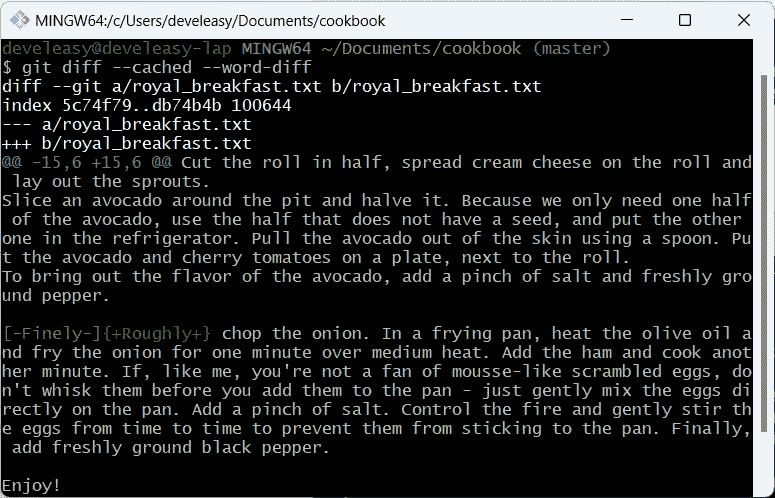 MINGW64:/c/Users/develeasy/Documents/cookbook
develeasy@develeasy-lap MINGW64 ~/Documents/cookbook (master)
$ git diff --cached --word-diff
diff --git a/royal_breakfast.txt b/royal_breakfast.txt
index 5c74f79..db74b4b 100644
--- a/royal_breakfast.txt
+++ b/royal_breakfast.txt
@@ -15,6 +15,6 @@ Cut the roll in half, spread cream cheese on the roll and
 lay out the sprouts.
Slice an avocado around the pit and halve it. Because we only need one half
 of the avocado, use the half that does not have a seed, and put the other
one in the refrigerator. Pull the avocado out of the skin using a spoon. Pu
t the avocado and cherry tomatoes on a plate, next to the roll.
To bring out the flavor of the avocado, add a pinch of salt and freshly gro
und pepper.

[-Finely-]{+Roughly+} chop the onion. In a frying pan, heat the olive oil a
nd fry the onion for one minute over medium heat. Add the ham and cook anot
her minute. If, like me, you're not a fan of mousse-like scrambled eggs, do
n't whisk them before you add them to the pan - just gently mix the eggs di
rectly on the pan. Add a pinch of salt. Control the fire and gently stir th
e eggs from time to time to prevent them from sticking to the pan. Finally,
 add freshly ground black pepper.

Enjoy!